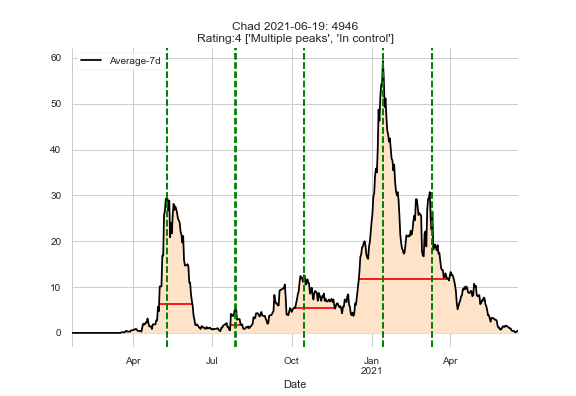 Chad 2021-06-19: 4946
Rating:4 ['Multiple peaks', 'In control']
Average-7d
60
50
40
30
20
10
0
Apr
Jul
Oct
Jan
2021
Apr
Date